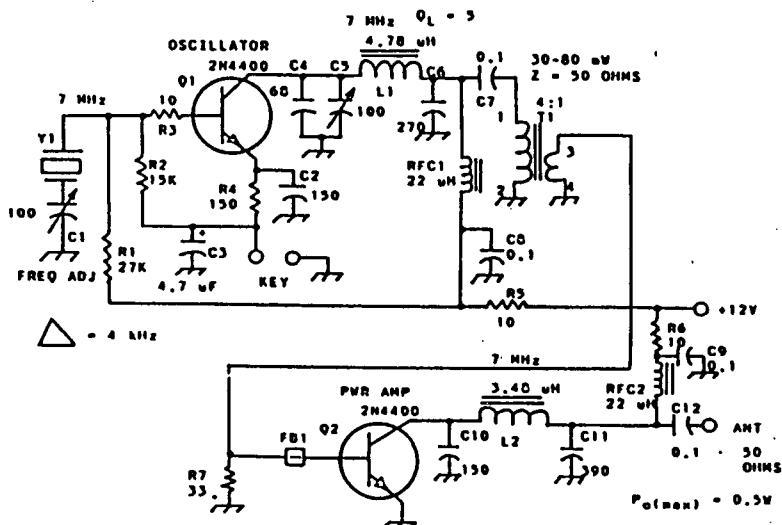 7 MHz Q_L = 5
OSCILLATOR
4.78 uH
2N4400
C4
C5
C6
0.1
30-80 mW
Z = 50 OHMS
Q1
7 MHz
10
R3
60
100
L1
270
C7
4:1
T1
1
2
3
4
Y1
R2
15K
RFC1
22 uH
R4
150
C2
150
100
C1
R1
27K
C3
+
4.7 uF
KEY
C8
0.1
FREQ ADJ
R5
10
+12V
= 4 kHz
7 MHz
R6
10
C9
0.1
PWR AMP
2N4400
3.40 uH
RFC2
22 uH
C12
ANT
Q2
FB1
C10
150
L2
C11
390
0.1
50
OHMS
R7
33
Po(max) = 0.5W